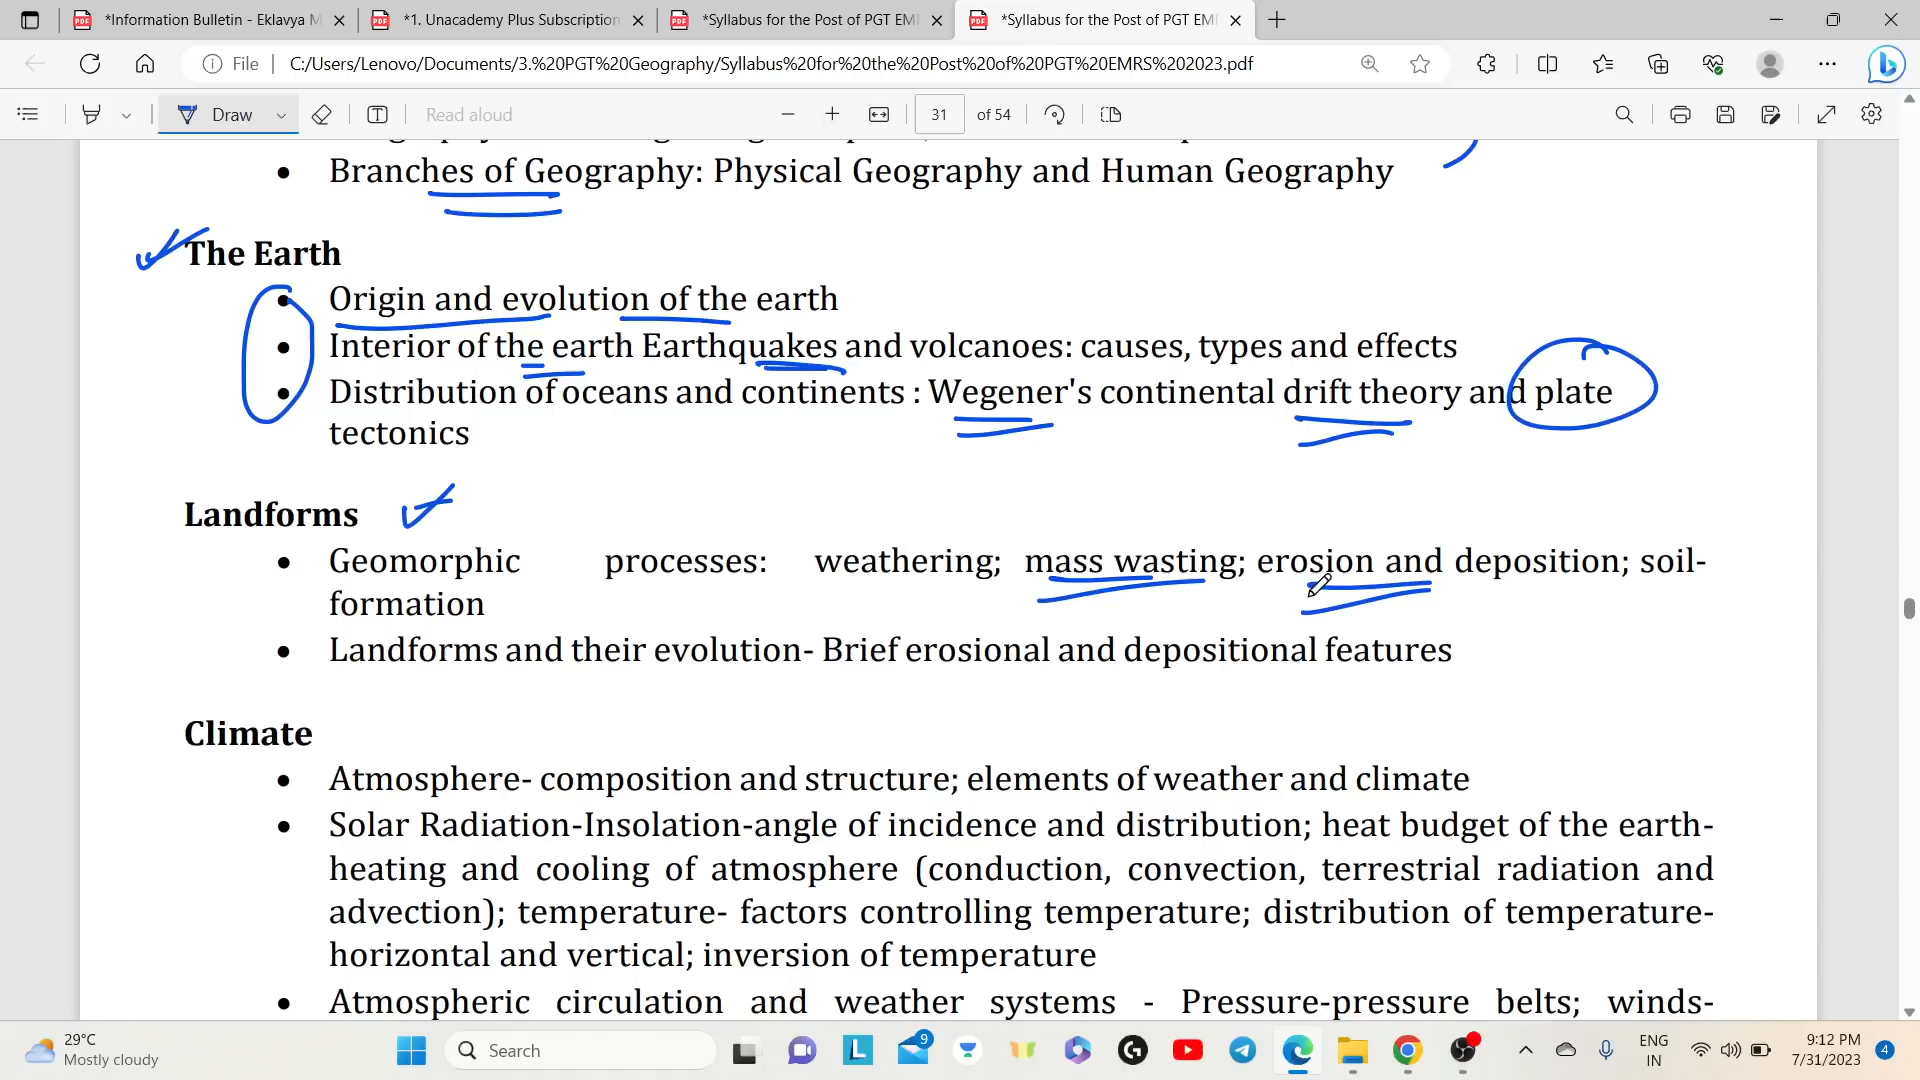 *Information Bulletin - Eklavya M
*1. Unacademy Plus Subscription
*Syllabus for the Post of PGT EM
*Syllabus for the Post of PGT EM
File
C:/Users/Lenovo/Documents/3.%20PGT%20Geography/Syllabus%20for%20the%20Post%20of%20PGT%20EMRS%202023.pdf
Draw
Read aloud
31 of 54
Branches of Geography: Physical Geography and Human Geography
The Earth
Origin and evolution of the earth
Interior of the earth Earthquakes and volcanoes: causes, types and effects
Distribution of oceans and continents : Wegener's continental drift theory and plate
tectonics
Landforms
Geomorphic processes: weathering; mass wasting; erosion and deposition; soil-
formation
Landforms and their evolution- Brief erosional and depositional features
Climate
Atmosphere- composition and structure; elements of weather and climate
Solar Radiation-Insolation-angle of incidence and distribution; heat budget of the earth-
heating and cooling of atmosphere (conduction, convection, terrestrial radiation and
advection); temperature- factors controlling temperature; distribution of temperature-
horizontal and vertical; inversion of temperature
Atmospheric circulation and weather systems - Pressure-pressure belts; winds-
29°C
Mostly cloudy
Search
9
ENG
IN
9:12 PM
7/31/2023
4